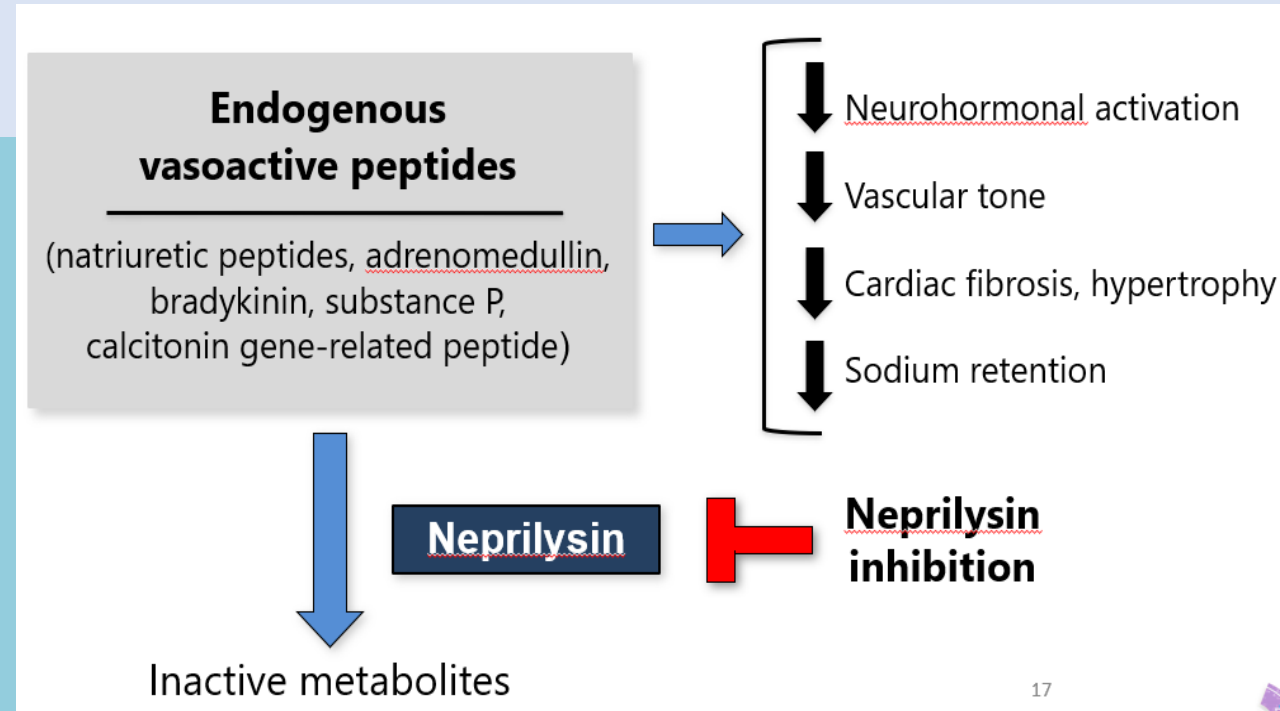 Endogenous
vasoactive peptides
(natriuretic peptides, adrenomedullin,
bradykinin, substance P,
calcitonin gene-related peptide)
Neurohormonal activation
Vascular tone
Cardiac fibrosis, hypertrophy
Sodium retention
Neprilysin
Neprilysin
inhibition
Inactive metabolites
17